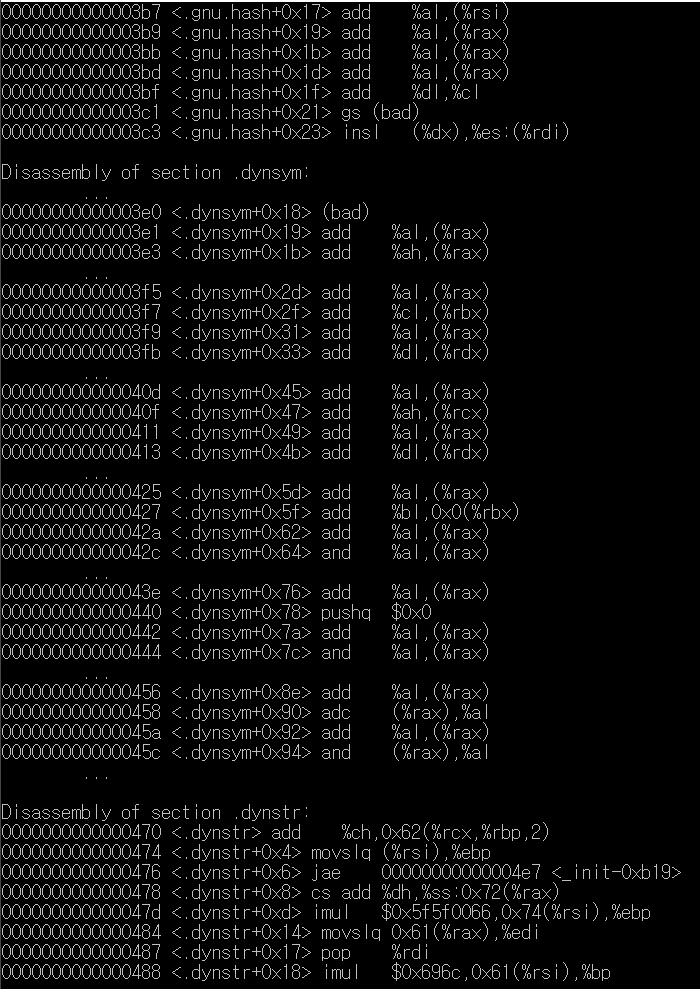 00000000000003b7 <.gnu.hash+0x17> add    %al,(%rsi)
00000000000003b9 <.gnu.hash+0x19> add    %al,(%rax)
00000000000003bb <.gnu.hash+0x1b> add    %al,(%rax)
00000000000003bd <.gnu.hash+0x1d> add    %al,(%rax)
00000000000003bf <.gnu.hash+0x1f> add    %dl,%cl
00000000000003c1 <.gnu.hash+0x21> gs (bad)
00000000000003c3 <.gnu.hash+0x23> insl   (%dx),%es:(%rdi)
Disassembly of section .dynsym:
...
00000000000003e0 <.dynsym+0x18> (bad)
00000000000003e1 <.dynsym+0x19> add    %al,(%rax)
00000000000003e3 <.dynsym+0x1b> add    %ah,(%rax)
...
00000000000003f5 <.dynsym+0x2d> add    %al,(%rax)
00000000000003f7 <.dynsym+0x2f> add    %cl,(%rbx)
00000000000003f9 <.dynsym+0x31> add    %al,(%rax)
00000000000003fb <.dynsym+0x33> add    %dl,(%rdx)
...
000000000000040d <.dynsym+0x45> add    %al,(%rax)
000000000000040f <.dynsym+0x47> add    %ah,(%rcx)
0000000000000411 <.dynsym+0x49> add    %al,(%rax)
0000000000000413 <.dynsym+0x4b> add    %dl,(%rdx)
...
0000000000000425 <.dynsym+0x5d> add    %al,(%rax)
0000000000000427 <.dynsym+0x5f> add    %bl,0x0(%rbx)
000000000000042a <.dynsym+0x62> add    %al,(%rax)
000000000000042c <.dynsym+0x64> and    %al,(%rax)
...
000000000000043e <.dynsym+0x76> add    %al,(%rax)
0000000000000440 <.dynsym+0x78> pushq  $0x0
0000000000000442 <.dynsym+0x7a> add    %al,(%rax)
0000000000000444 <.dynsym+0x7c> and    %al,(%rax)
...
0000000000000456 <.dynsym+0x8e> add    %al,(%rax)
0000000000000458 <.dynsym+0x90> adc    (%rax),%al
000000000000045a <.dynsym+0x92> add    %al,(%rax)
000000000000045c <.dynsym+0x94> and    (%rax),%al
...
Disassembly of section .dynstr:
0000000000000470 <.dynstr> add    %ch,0x62(%rcx,%rbp,2)
0000000000000474 <.dynstr+0x4> movslq (%rsi),%ebp
0000000000000476 <.dynstr+0x6> jae    00000000000004e7 <_init-0xb19>
0000000000000478 <.dynstr+0x8> cs add %dh,%ss:0x72(%rax)
000000000000047d <.dynstr+0xd> imul   $0x5f5f0066,0x74(%rsi),%ebp
0000000000000484 <.dynstr+0x14> movslq 0x61(%rax),%edi
0000000000000487 <.dynstr+0x17> pop    %rdi
0000000000000488 <.dynstr+0x18> imul   $0x696c,0x61(%rsi),%bp